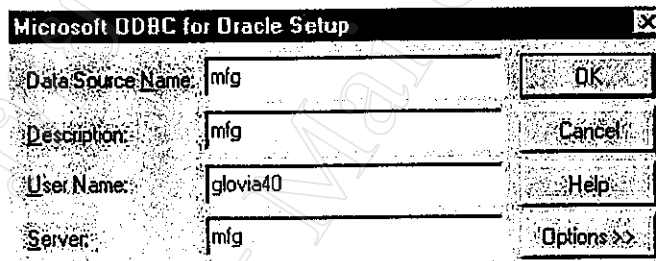 Microsoft ODBC for Oracle Setup
Data Source Name: mfg OK
Description: mfg Cancel
User Name: glovia40 Help
Server: mfg Options >>